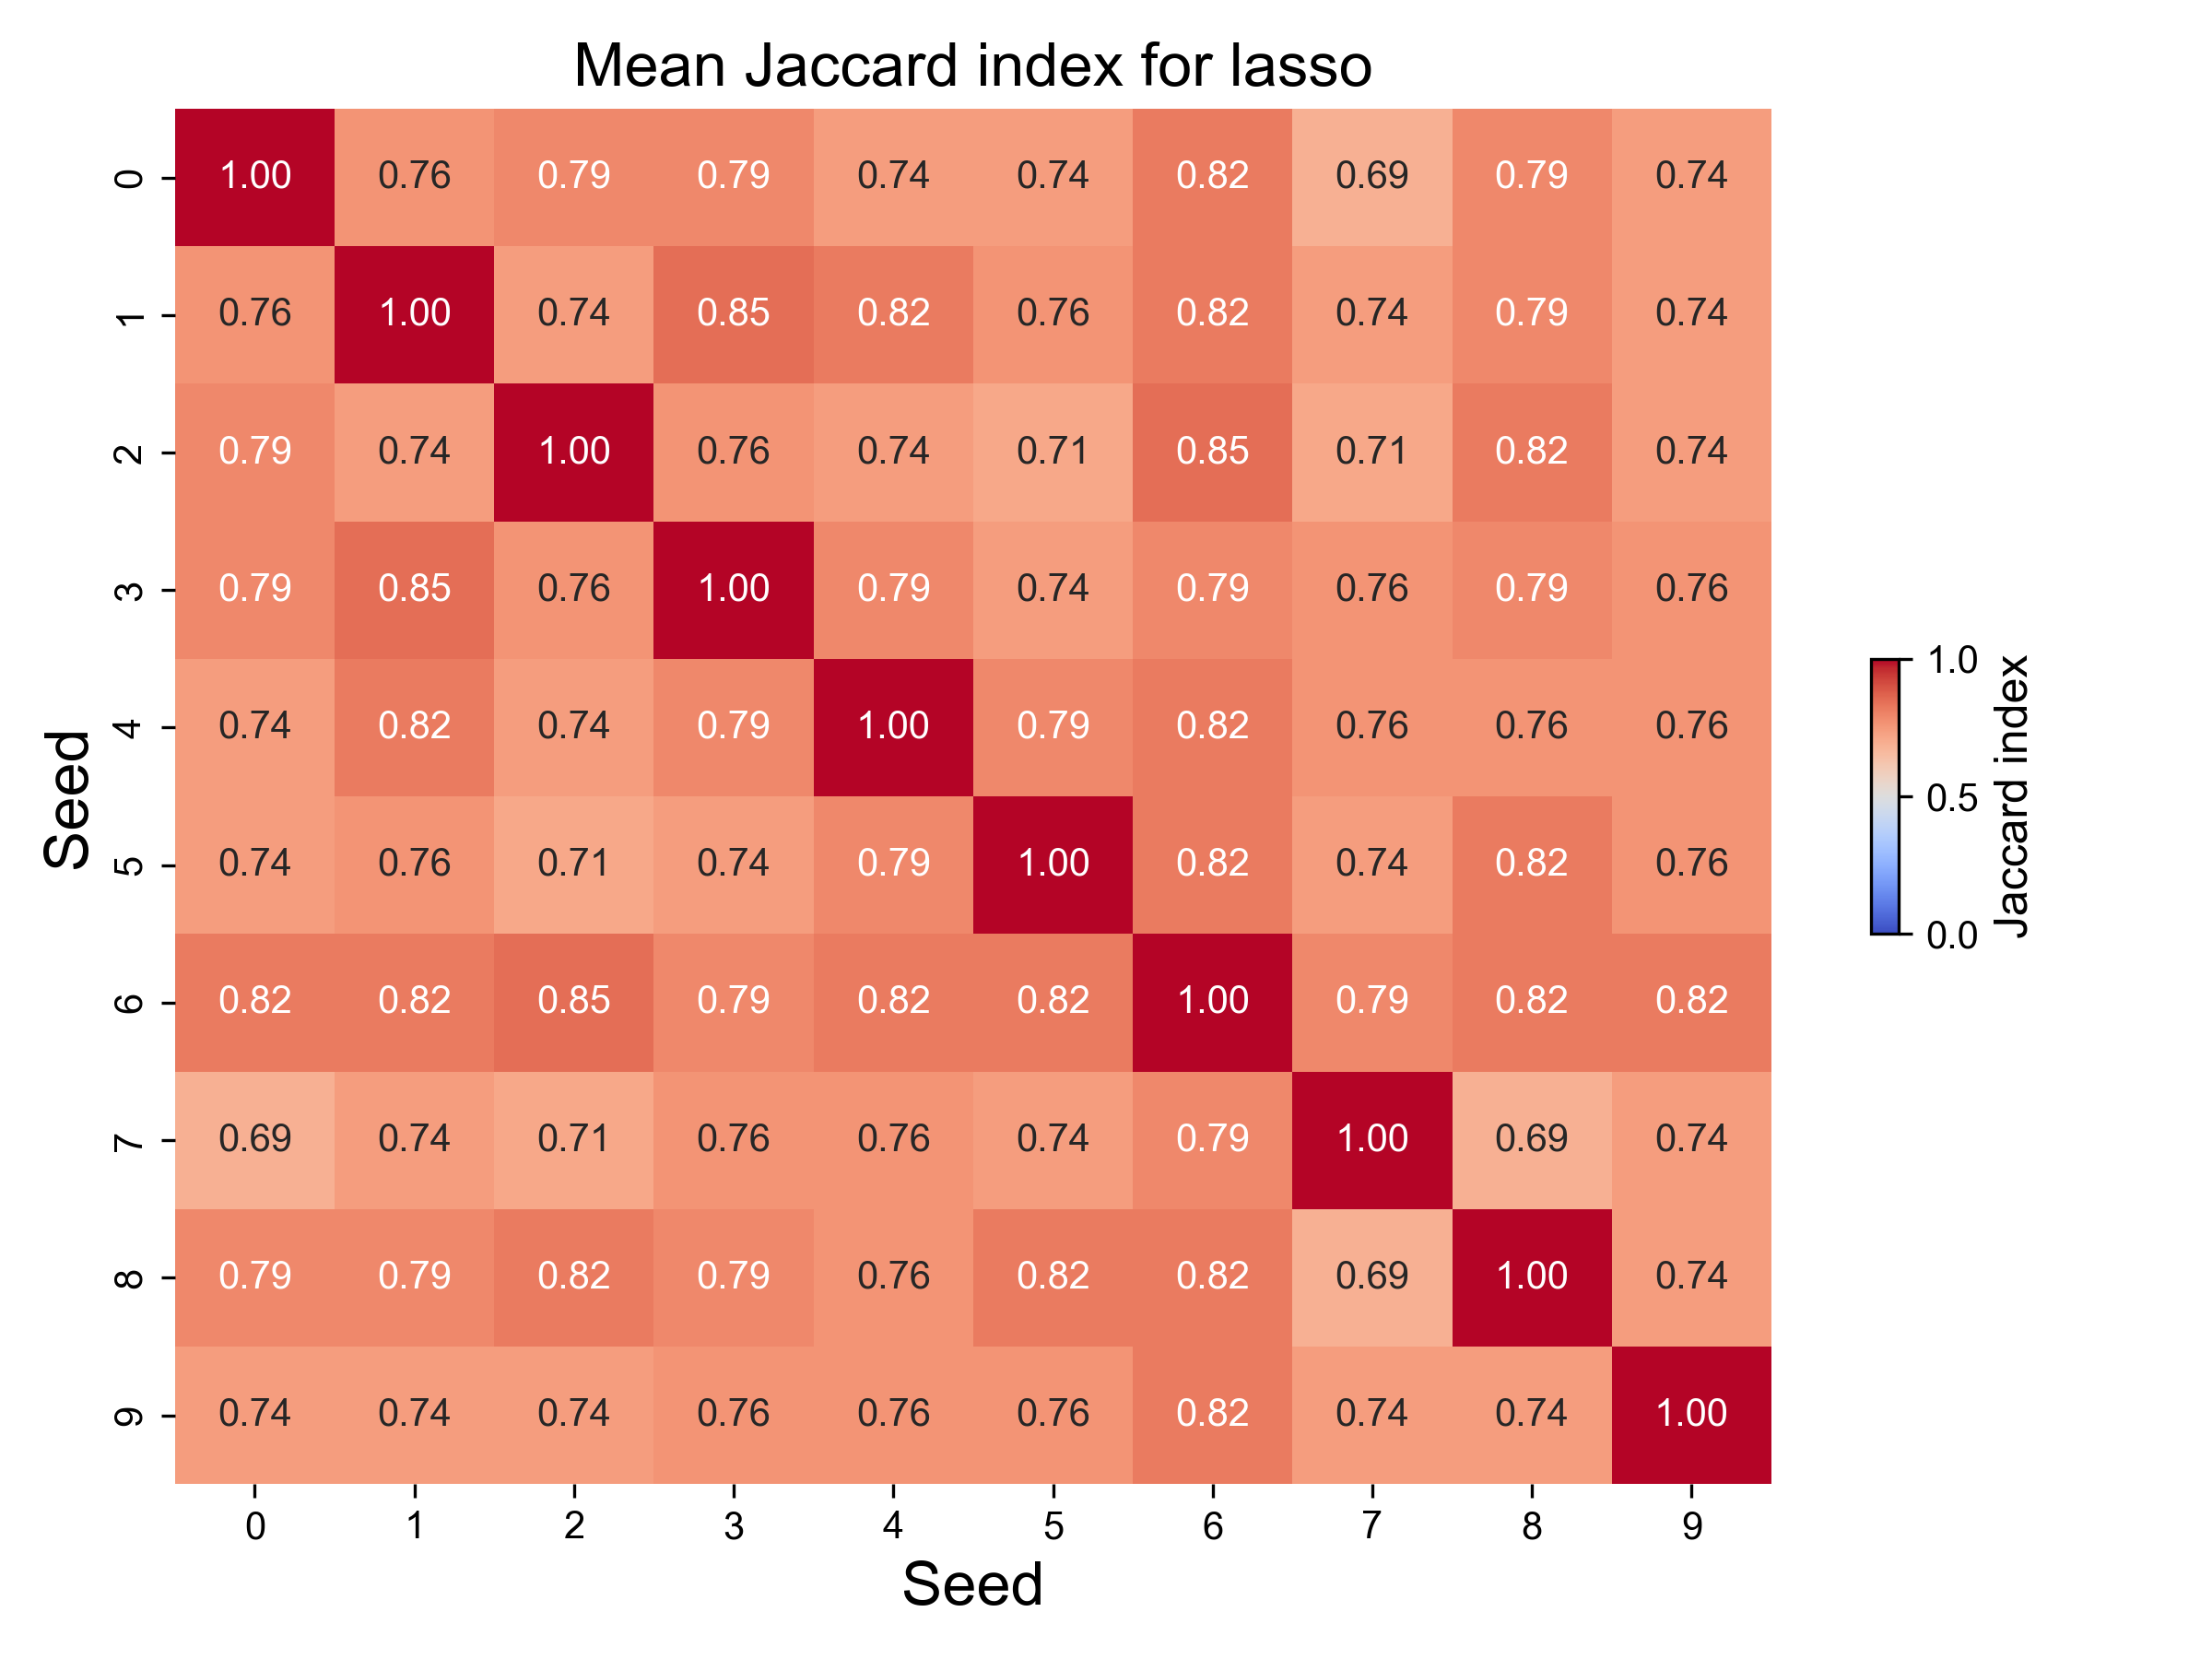 Mean Jaccard index for lasso
0 1.00 0.76 0.79 0.79 0.74 0.74 0.82 0.69 0.79 0.74
1 0.76 1.00 0.74 0.85 0.82 0.76 0.82 0.74 0.79 0.74
2 0.79 0.74 1.00 0.76 0.74 0.71 0.85 0.71 0.82 0.74
3 0.79 0.85 0.76 1.00 0.79 0.74 0.79 0.76 0.79 0.76
4 0.74 0.82 0.74 0.79 1.00 0.79 0.82 0.76 0.76 0.76
5 0.74 0.76 0.71 0.74 0.79 1.00 0.82 0.74 0.82 0.76
6 0.82 0.82 0.85 0.79 0.82 0.82 1.00 0.79 0.82 0.82
7 0.69 0.74 0.71 0.76 0.76 0.74 0.79 1.00 0.69 0.74
8 0.79 0.79 0.82 0.79 0.76 0.82 0.82 0.69 1.00 0.74
9 0.74 0.74 0.74 0.76 0.76 0.76 0.82 0.74 0.74 1.00
0 1 2 3 4 5 6 7 8 9
Seed
Seed
1.0
0.5
0.0
Jaccard index